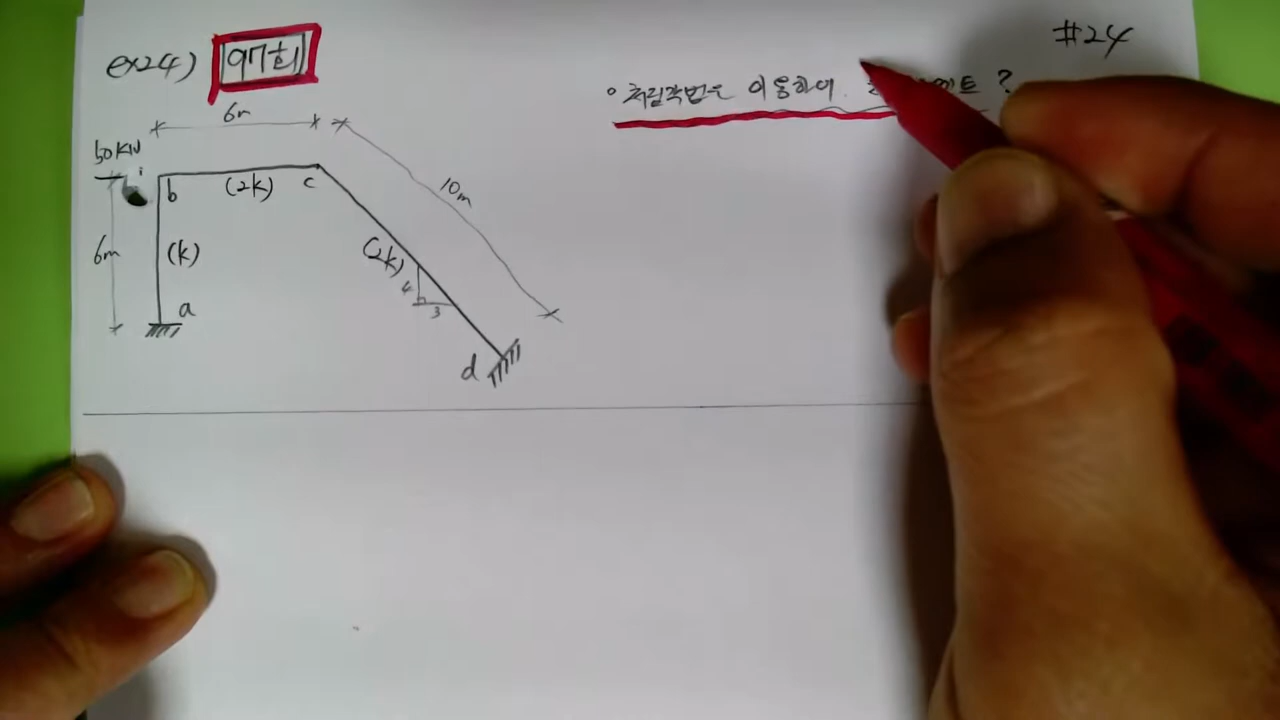 ex24) 97회
#24
처짐각법을 이용하여
?
6m
50kN
b (2k) c
10m
6m (k)
(2k)
4
3
a
d